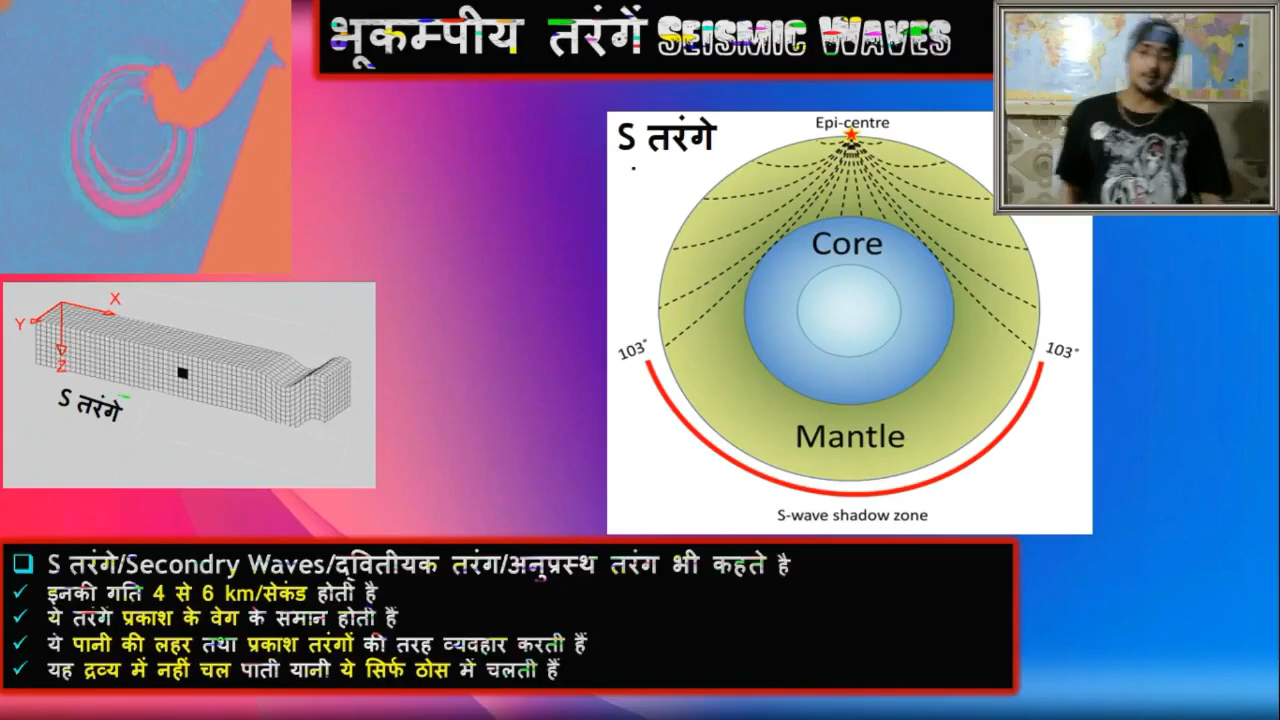 भूकम्पीय तरंगें SEISMIC WAVES
S तरंगे
Epi-centre
Core
Mantle
103°
103°
S-wave shadow zone
X
Y
Z
S तरंगे
S तरंगे/Secondry Waves/द्वितीयक तरंग/अनुप्रस्थ तरंग भी कहते है
इनकी गति 4 से 6 km/सेकंड होती है
ये तरंगें प्रकाश के वेग के समान होती हैं
ये पानी की लहर तथा प्रकाश तरंगों की तरह व्यवहार करती हैं
यह द्रव्य में नहीं चल पाती यानी ये सिर्फ ठोस में चलती हैं